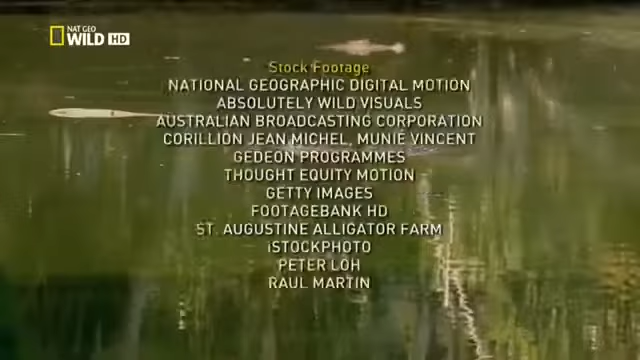 NAT GEO
WILD HD
Stock Footage
NATIONAL GEOGRAPHIC DIGITAL MOTION
ABSOLUTELY WILD VISUALS
AUSTRALIAN BROADCASTING CORPORATION
CORILLION JEAN MICHEL, MUNIE VINCENT
GEDEON PROGRAMMES
THOUGHT EQUITY MOTION
GETTY IMAGES
FOOTAGEBANK HD
ST. AUGUSTINE ALLIGATOR FARM
iSTOCKPHOTO
PETER LOH
RAUL MARTIN